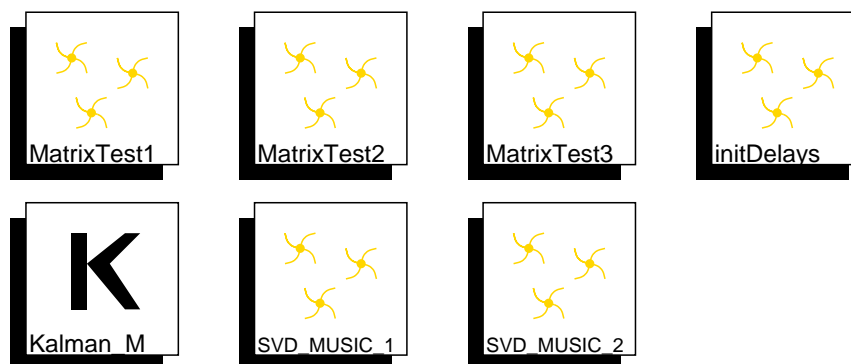 MatrixTest1 MatrixTest2 MatrixTest3 initDelays
K
Kalman_M SVD_MUSIC_1 SVD_MUSIC_2